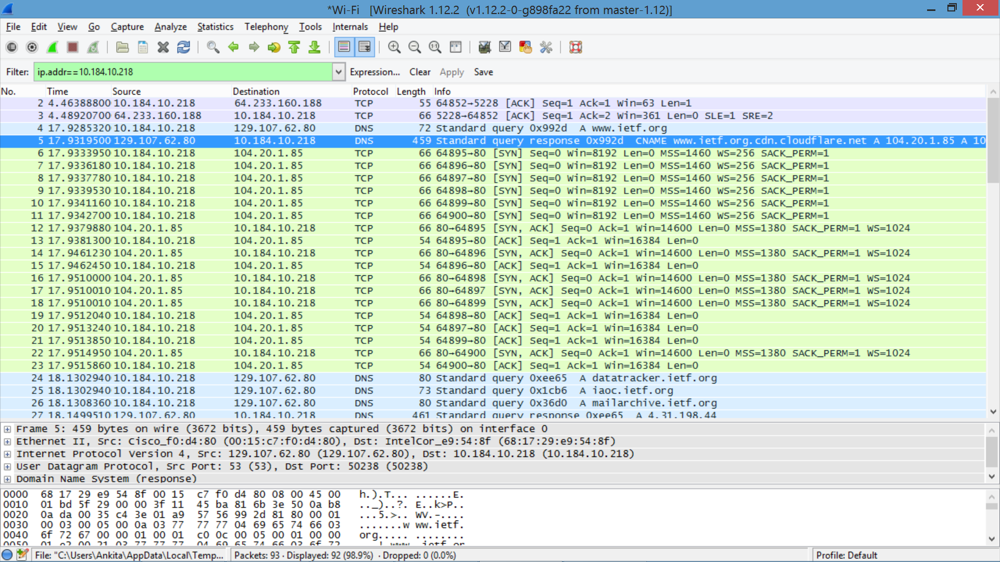 *Wi-Fi [Wireshark 1.12.2 (v1.12.2-0-g898fa22 from master-1.12)]
File Edit View Go Capture Analyze Statistics Telephony Tools Internals Help
Filter: ip.addr==10.184.10.218 Expression... Clear Apply Save
No. Time Source Destination Protocol Length Info
2 4.46388800 10.184.10.218 64.233.160.188 TCP 55 64852→5228 [ACK] Seq=1 Ack=1 Win=63 Len=1
3 4.48920700 64.233.160.188 10.184.10.218 TCP 66 5228→64852 [ACK] Seq=1 Ack=2 Win=361 Len=0 SLE=1 SRE=2
4 17.9285320 10.184.10.218 129.107.62.80 DNS 72 Standard query 0x992d A www.ietf.org
5 17.9319500 129.107.62.80 10.184.10.218 DNS 459 Standard query response 0x992d CNAME www.ietf.org.cdn.cloudflare.net A 104.20.1.85 A 10
6 17.9333950 10.184.10.218 104.20.1.85 TCP 66 64895→80 [SYN] Seq=0 Win=8192 Len=0 MSS=1460 WS=256 SACK_PERM=1
7 17.9336180 10.184.10.218 104.20.1.85 TCP 66 64896→80 [SYN] Seq=0 Win=8192 Len=0 MSS=1460 WS=256 SACK_PERM=1
8 17.9337780 10.184.10.218 104.20.1.85 TCP 66 64897→80 [SYN] Seq=0 Win=8192 Len=0 MSS=1460 WS=256 SACK_PERM=1
9 17.9339530 10.184.10.218 104.20.1.85 TCP 66 64898→80 [SYN] Seq=0 Win=8192 Len=0 MSS=1460 WS=256 SACK_PERM=1
10 17.9341160 10.184.10.218 104.20.1.85 TCP 66 64899→80 [SYN] Seq=0 Win=8192 Len=0 MSS=1460 WS=256 SACK_PERM=1
11 17.9342700 10.184.10.218 104.20.1.85 TCP 66 64900→80 [SYN] Seq=0 Win=8192 Len=0 MSS=1460 WS=256 SACK_PERM=1
12 17.9379880 104.20.1.85 10.184.10.218 TCP 66 80→64895 [SYN, ACK] Seq=0 Ack=1 Win=14600 Len=0 MSS=1380 SACK_PERM=1 WS=1024
13 17.9381300 10.184.10.218 104.20.1.85 TCP 54 64895→80 [ACK] Seq=1 Ack=1 Win=16384 Len=0
14 17.9461230 104.20.1.85 10.184.10.218 TCP 66 80→64896 [SYN, ACK] Seq=0 Ack=1 Win=14600 Len=0 MSS=1380 SACK_PERM=1 WS=1024
15 17.9462450 10.184.10.218 104.20.1.85 TCP 54 64896→80 [ACK] Seq=1 Ack=1 Win=16384 Len=0
16 17.9510000 104.20.1.85 10.184.10.218 TCP 66 80→64898 [SYN, ACK] Seq=0 Ack=1 Win=14600 Len=0 MSS=1380 SACK_PERM=1 WS=1024
17 17.9510010 104.20.1.85 10.184.10.218 TCP 66 80→64897 [SYN, ACK] Seq=0 Ack=1 Win=14600 Len=0 MSS=1380 SACK_PERM=1 WS=1024
18 17.9510010 104.20.1.85 10.184.10.218 TCP 66 80→64899 [SYN, ACK] Seq=0 Ack=1 Win=14600 Len=0 MSS=1380 SACK_PERM=1 WS=1024
19 17.9512040 10.184.10.218 104.20.1.85 TCP 54 64898→80 [ACK] Seq=1 Ack=1 Win=16384 Len=0
20 17.9513240 10.184.10.218 104.20.1.85 TCP 54 64897→80 [ACK] Seq=1 Ack=1 Win=16384 Len=0
21 17.9513850 10.184.10.218 104.20.1.85 TCP 54 64899→80 [ACK] Seq=1 Ack=1 Win=16384 Len=0
22 17.9514950 104.20.1.85 10.184.10.218 TCP 66 80→64900 [SYN, ACK] Seq=0 Ack=1 Win=14600 Len=0 MSS=1380 SACK_PERM=1 WS=1024
23 17.9515860 10.184.10.218 104.20.1.85 TCP 54 64900→80 [ACK] Seq=1 Ack=1 Win=16384 Len=0
24 18.1302940 10.184.10.218 129.107.62.80 DNS 80 Standard query 0xee65 A datatracker.ietf.org
25 18.1302940 10.184.10.218 129.107.62.80 DNS 73 Standard query 0x1cb6 A iaoc.ietf.org
26 18.1308360 10.184.10.218 129.107.62.80 DNS 80 Standard query 0x36d0 A mailarchive.ietf.org
27 18.1499510 129.107.62.80 10.184.10.218 DNS 461 Standard query response 0xee65 A 4.31.198.44
Frame 5: 459 bytes on wire (3672 bits), 459 bytes captured (3672 bits) on interface 0
Ethernet II, Src: Cisco_f0:d4:80 (00:15:c7:f0:d4:80), Dst: IntelCor_e9:54:8f (68:17:29:e9:54:8f)
Internet Protocol Version 4, Src: 129.107.62.80 (129.107.62.80), Dst: 10.184.10.218 (10.184.10.218)
User Datagram Protocol, Src Port: 53 (53), Dst Port: 50238 (50238)
Domain Name System (response)
0000 68 17 29 e9 54 8f 00 15 c7 f0 d4 80 08 00 45 00 h.).T... ......E.
0010 01 bd 5f 29 00 00 3f 11 45 ba 81 6b 3e 50 0a b8 .._)..?. E..k>P..
0020 0a da 00 35 c4 3e 01 a9 57 56 99 2d 81 80 00 01 ...5.>.. WV.-....
0030 00 03 00 05 00 0a 03 77 77 77 04 69 65 74 66 03 .......w ww.ietf.
0040 6f 72 67 00 00 01 00 01 c0 0c 00 05 00 01 00 00 org..... ........
0050 01 e2 00 21 03 77 77 77 04 69 65 74 66 03 6f 72 ...!.www .ietf.or
File: "C:\Users\Ankita\AppData\Local\Temp... Packets: 93 · Displayed: 92 (98.9%) · Dropped: 0 (0.0%) Profile: Default